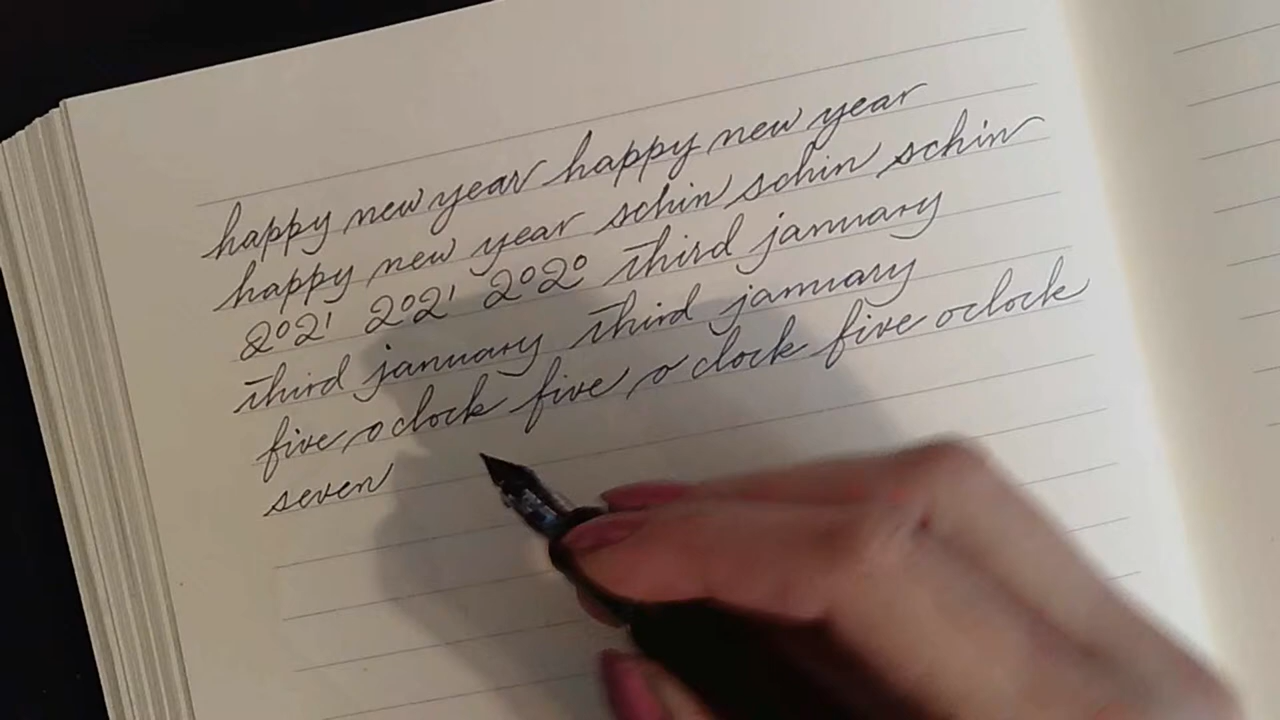 happy new year happy new year
happy new year schin schin schin
2021 2021 2020 third january
third january third january
five o clock five o clock five oclock
seven